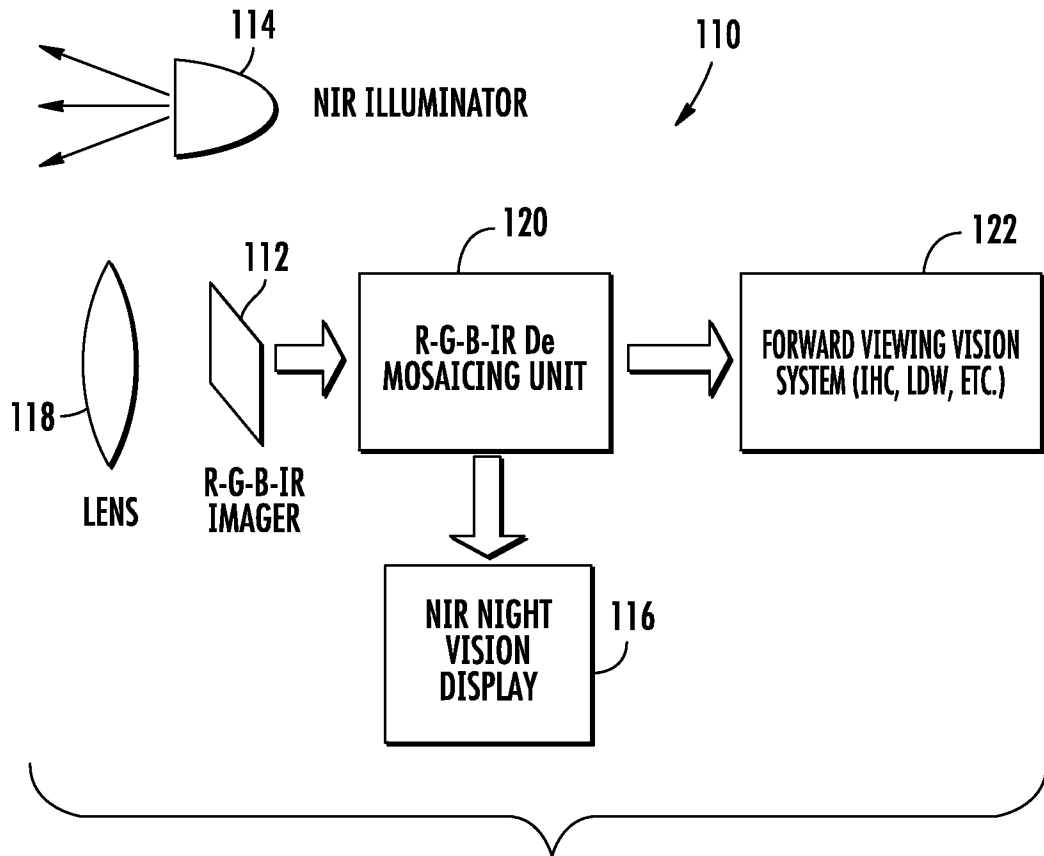 114
110
NIR ILLUMINATOR
120
122
112
R-G-B-IR De
MOSAICING UNIT
FORWARD VIEWING VISION
SYSTEM (IHC, LDW, ETC.)
118
LENS
R-G-B-IR
IMAGER
NIR NIGHT
VISION
DISPLAY
116